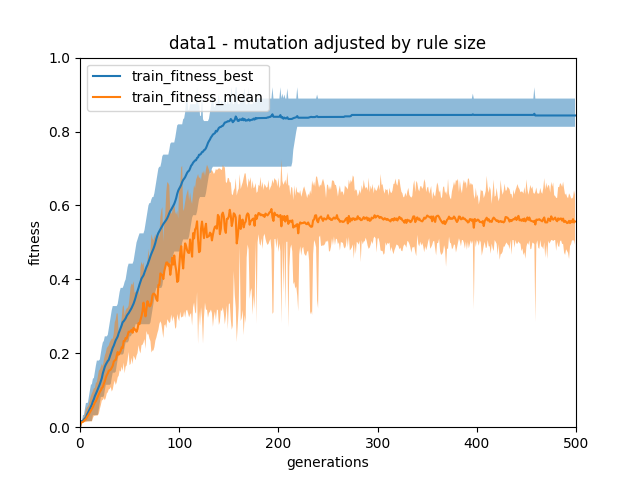 data1 - mutation adjusted by rule size
train_fitness_best
train_fitness_mean
1.0
0.8
0.6
0.4
0.2
0.0
fitness
0 100 200 300 400 500
generations